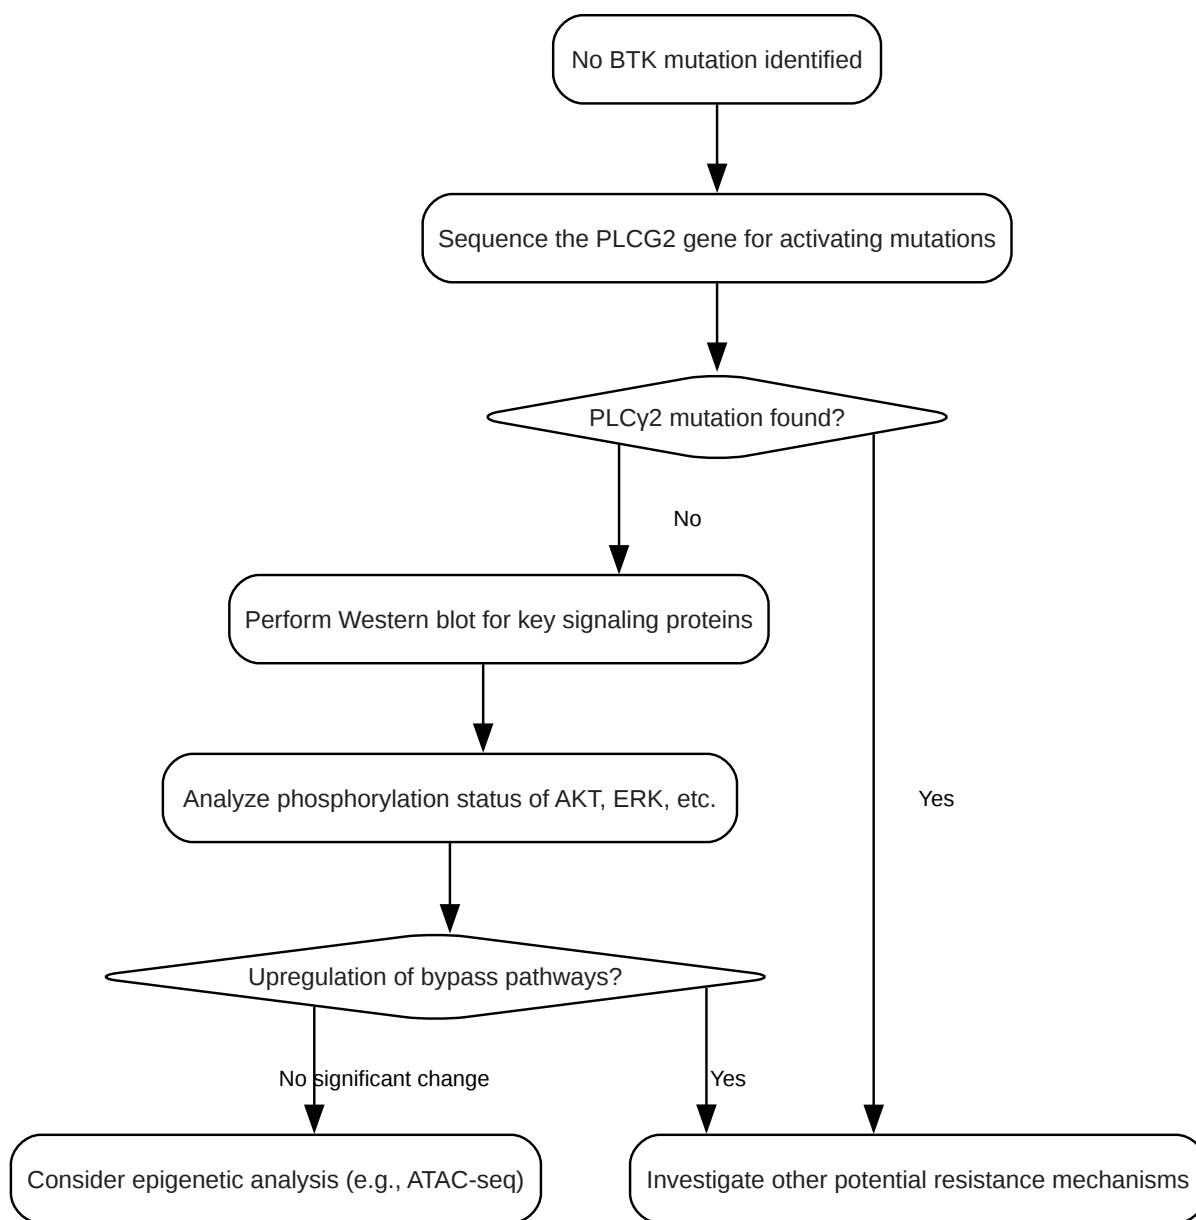 No BTK mutation identified
Sequence the PLCG2 gene for activating mutations
PLCγ2 mutation found?
No
Perform Western blot for key signaling proteins
Analyze phosphorylation status of AKT, ERK, etc.
Yes
Upregulation of bypass pathways?
No significant change
Yes
Consider epigenetic analysis (e.g., ATAC-seq)
Investigate other potential resistance mechanisms